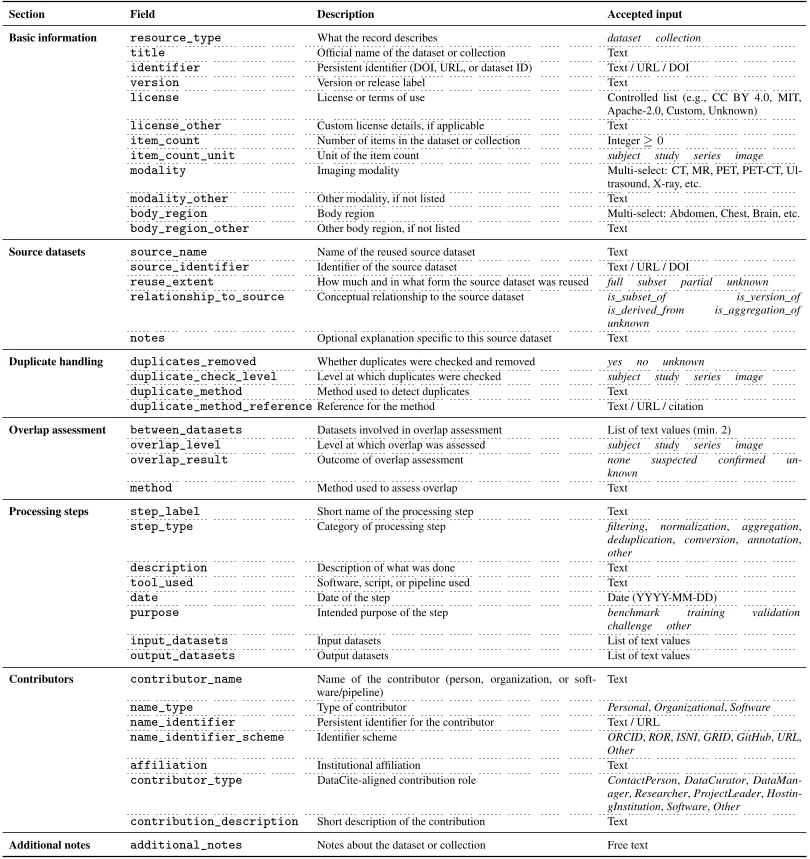 Section Field Description Accepted input
Basic information resource_type What the record describes dataset collection
title Official name of the dataset or collection Text
identifier Persistent identifier (DOI, URL, or dataset ID) Text / URL / DOI
version Version or release label Text
license License or terms of use Controlled list (e.g., CC BY 4.0, MIT,
Apache-2.0, Custom, Unknown)
license_other Custom license details, if applicable Text
item_count Number of items in the dataset or collection Integer ≥ 0
item_count_unit Unit of the item count subject study series image
modality Imaging modality Multi-select: CT, MR, PET, PET-CT, Ul-
trasound, X-ray, etc.
modality_other Other modality, if not listed Text
body_region Body region Multi-select: Abdomen, Chest, Brain, etc.
body_region_other Other body region, if not listed Text
Source datasets source_name Name of the reused source dataset Text
source_identifier Identifier of the source dataset Text / URL / DOI
reuse_extent How much and in what form the source dataset was reused full subset partial unknown
relationship_to_source Conceptual relationship to the source dataset is_subset_of is_version_of
is_derived_from is_aggregation_of
unknown
notes Optional explanation specific to this source dataset Text
Duplicate handling duplicates_removed Whether duplicates were checked and removed yes no unknown
duplicate_check_level Level at which duplicates were checked subject study series image
duplicate_method Method used to detect duplicates Text
duplicate_method_reference Reference for the method Text / URL / citation
Overlap assessment between_datasets Datasets involved in overlap assessment List of text values (min. 2)
overlap_level Level at which overlap was assessed subject study series image
overlap_result Outcome of overlap assessment none suspected confirmed un-
known
method Method used to assess overlap Text
Processing steps step_label Short name of the processing step Text
step_type Category of processing step filtering, normalization, aggregation,
deduplication, conversion, annotation,
other
description Description of what was done Text
tool_used Software, script, or pipeline used Text
date Date of the step Date (YYYY-MM-DD)
purpose Intended purpose of the step benchmark training validation
challenge other
input_datasets Input datasets List of text values
output_datasets Output datasets List of text values
Contributors contributor_name Name of the contributor (person, organization, or soft- Text
ware/pipeline)
name_type Type of contributor Personal, Organizational, Software
name_identifier Persistent identifier for the contributor Text / URL
name_identifier_scheme Identifier scheme ORCID, ROR, ISNI, GRID, GitHub, URL,
Other
affiliation Institutional affiliation Text
contributor_type DataCite-aligned contribution role ContactPerson, DataCurator, DataMan-
ager, Researcher, ProjectLeader, Hostin-
gInstitution, Software, Other
contribution_description Short description of the contribution Text
Additional notes additional_notes Notes about the dataset or collection Free text